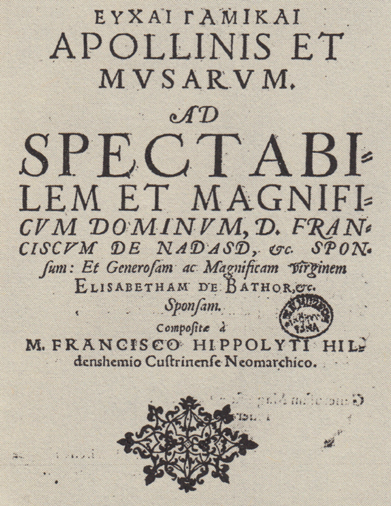 ΕΥΧΑΙ ΓΑΜΙΚΑΙ
APOLLINIS ET
MVSARVM.
AD
SPECTABI=
LEM ET MAGNIFI=
CVM DOMINVM, D. FRAN=
CISCVM DE NADASD, &c. SPON=
sum: Et Generosam ac Magnificam virginem
ELISABETHAM DE BATHOR, &c.
Sponsam.
Compositæ à
M. FRANCISCO HIPPOLYTI HIL=
denshemio Custrinense Neomarchico.